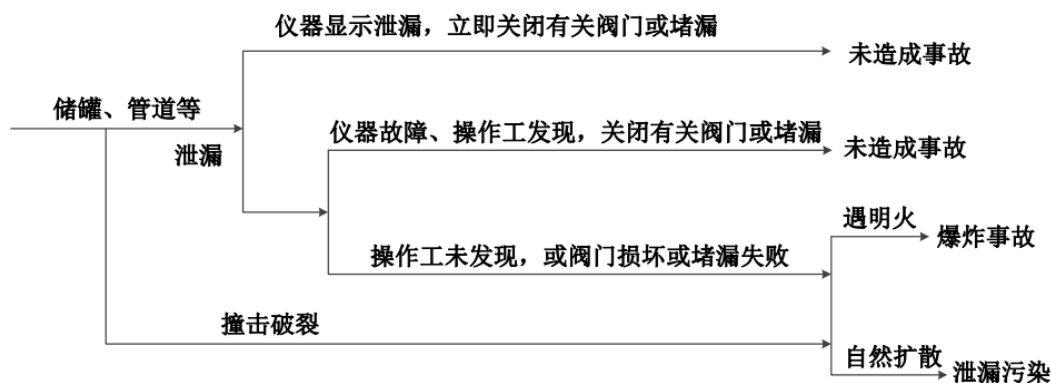 仪器显示泄漏，立即关闭有关阀门或堵漏
未造成事故
储罐、管道等
泄漏
仪器故障、操作工发现，关闭有关阀门或堵漏
未造成事故
遇明火
爆炸事故
操作工未发现，或阀门损坏或堵漏失败
撞击破裂
自然扩散
泄漏污染